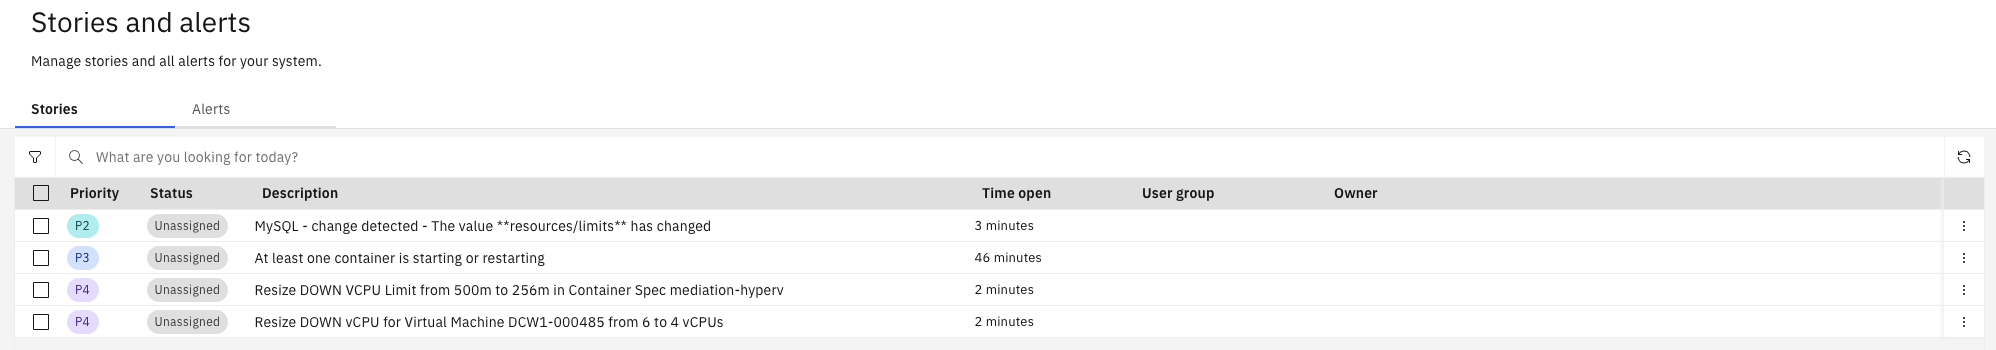 Stories and alerts
Manage stories and all alerts for your system.
Stories Alerts
What are you looking for today?
Priority Status Description Time open User group Owner
P2 Unassigned MySQL - change detected - The value **resources/limits** has changed 3 minutes
P3 Unassigned At least one container is starting or restarting 46 minutes
P4 Unassigned Resize DOWN VCPU Limit from 500m to 256m in Container Spec mediation-hyperv 2 minutes
P4 Unassigned Resize DOWN vCPU for Virtual Machine DCW1-000485 from 6 to 4 vCPUs 2 minutes